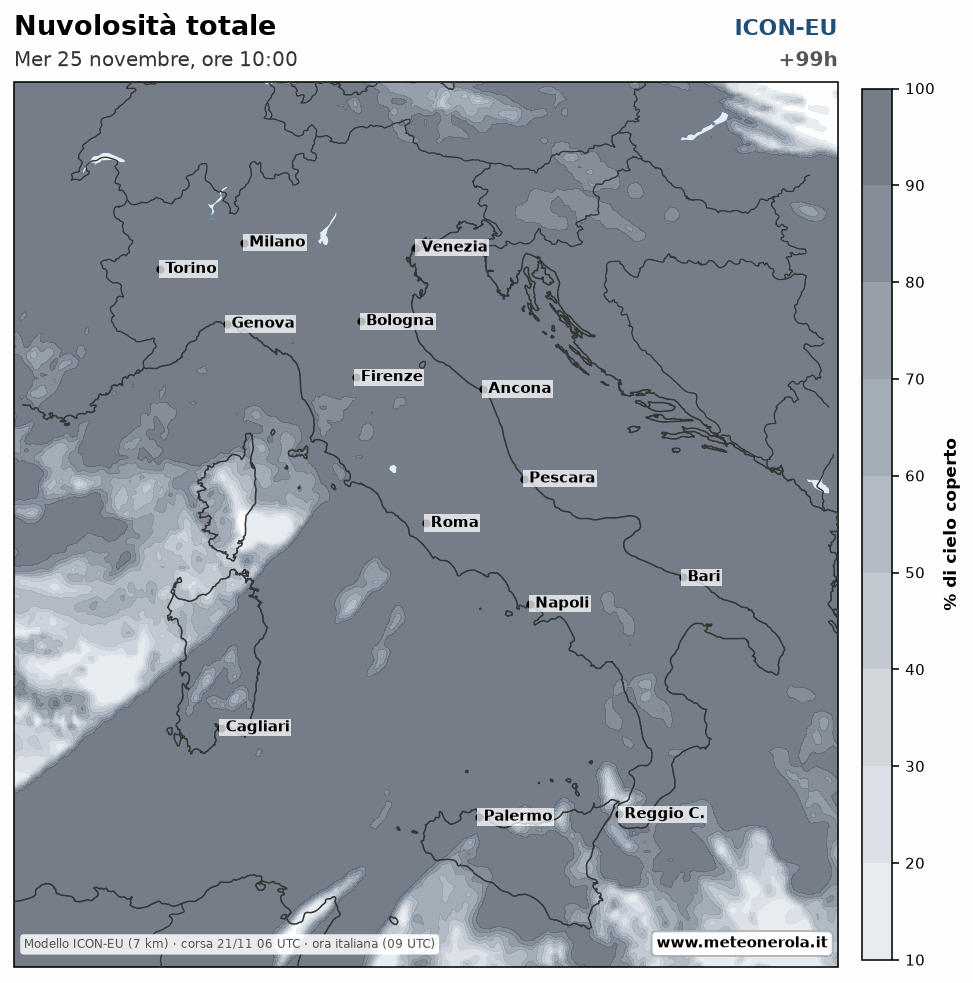 Nuvolosità totale
ICON-EU
Mer 25 novembre, ore 10:00
+99h
100
90
80
70
60
50
40
30
20
10
% di cielo coperto
Milano
Venezia
Torino
Genova
Bologna
Firenze
Ancona
Pescara
Roma
Bari
Napoli
Cagliari
Palermo
Reggio C.
Modello ICON-EU (7 km) · corsa 21/11 06 UTC · ora italiana (09 UTC)
www.meteonerola.it